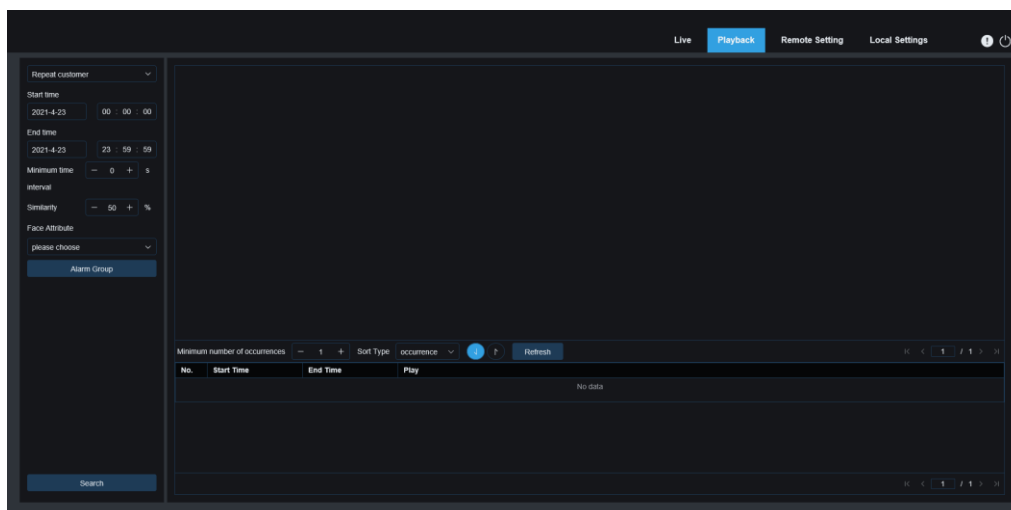 Live Playback Remote Setting Local Settings
Repeat customer
Start time
2021-4-23 00 : 00 : 00
End time
2021-4-23 23 : 59 : 59
Minimum time − 0 + s
interval
Similarity − 50 + %
Face Attribute
please choose
Alarm Group
Search
Minimum number of occurrences − 1 + Sort Type occurrence Refresh 1 / 1
No. Start Time End Time Play
No data
1 / 1